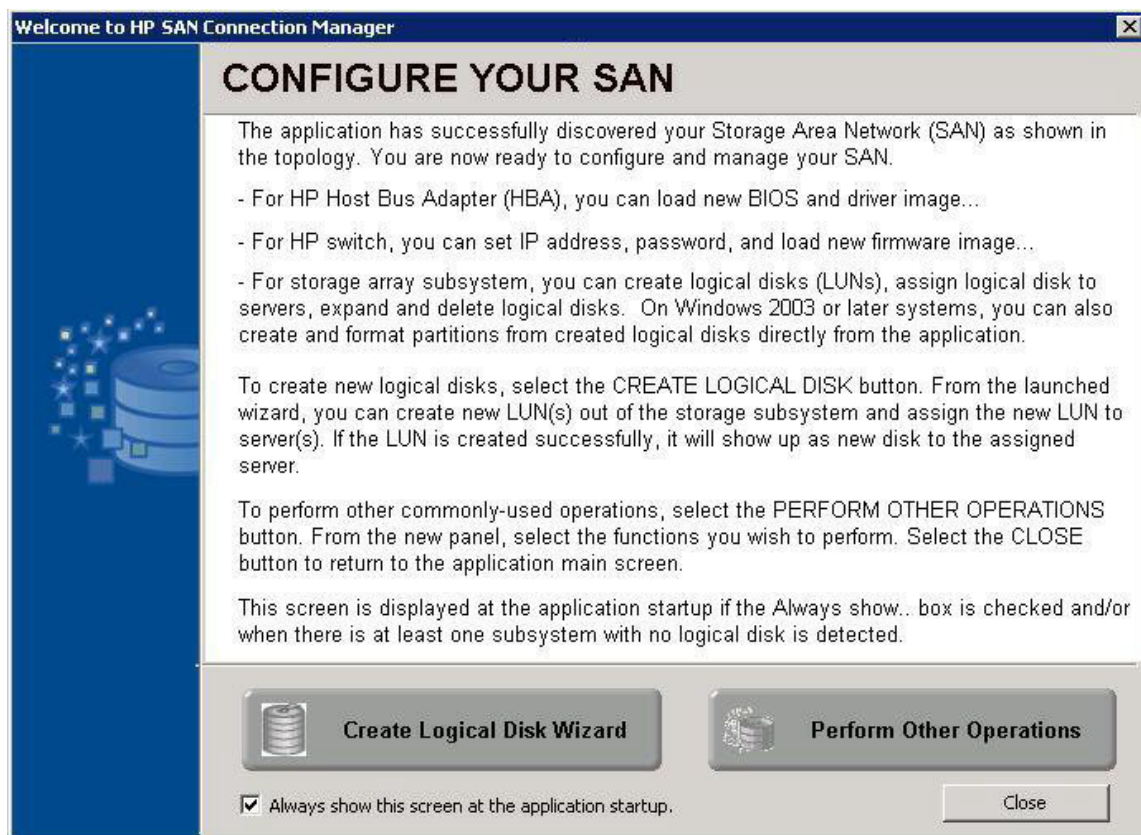 Welcome to HP SAN Connection Manager
CONFIGURE YOUR SAN
The application has successfully discovered your Storage Area Network (SAN) as shown in
the topology. You are now ready to configure and manage your SAN.
- For HP Host Bus Adapter (HBA), you can load new BIOS and driver image...
- For HP switch, you can set IP address, password, and load new firmware image...
- For storage array subsystem, you can create logical disks (LUNs), assign logical disk to
servers, expand and delete logical disks.  On Windows 2003 or later systems, you can also
create and format partitions from created logical disks directly from the application.
To create new logical disks, select the CREATE LOGICAL DISK button. From the launched
wizard, you can create new LUN(s) out of the storage subsystem and assign the new LUN to
server(s). If the LUN is created successfully, it will show up as new disk to the assigned
server.
To perform other commonly-used operations, select the PERFORM OTHER OPERATIONS
button. From the new panel, select the functions you wish to perform. Select the CLOSE
button to return to the application main screen.
This screen is displayed at the application startup if the Always show.. box is checked and/or
when there is at least one subsystem with no logical disk is detected.
Create Logical Disk Wizard
Perform Other Operations
Always show this screen at the application startup.
Close